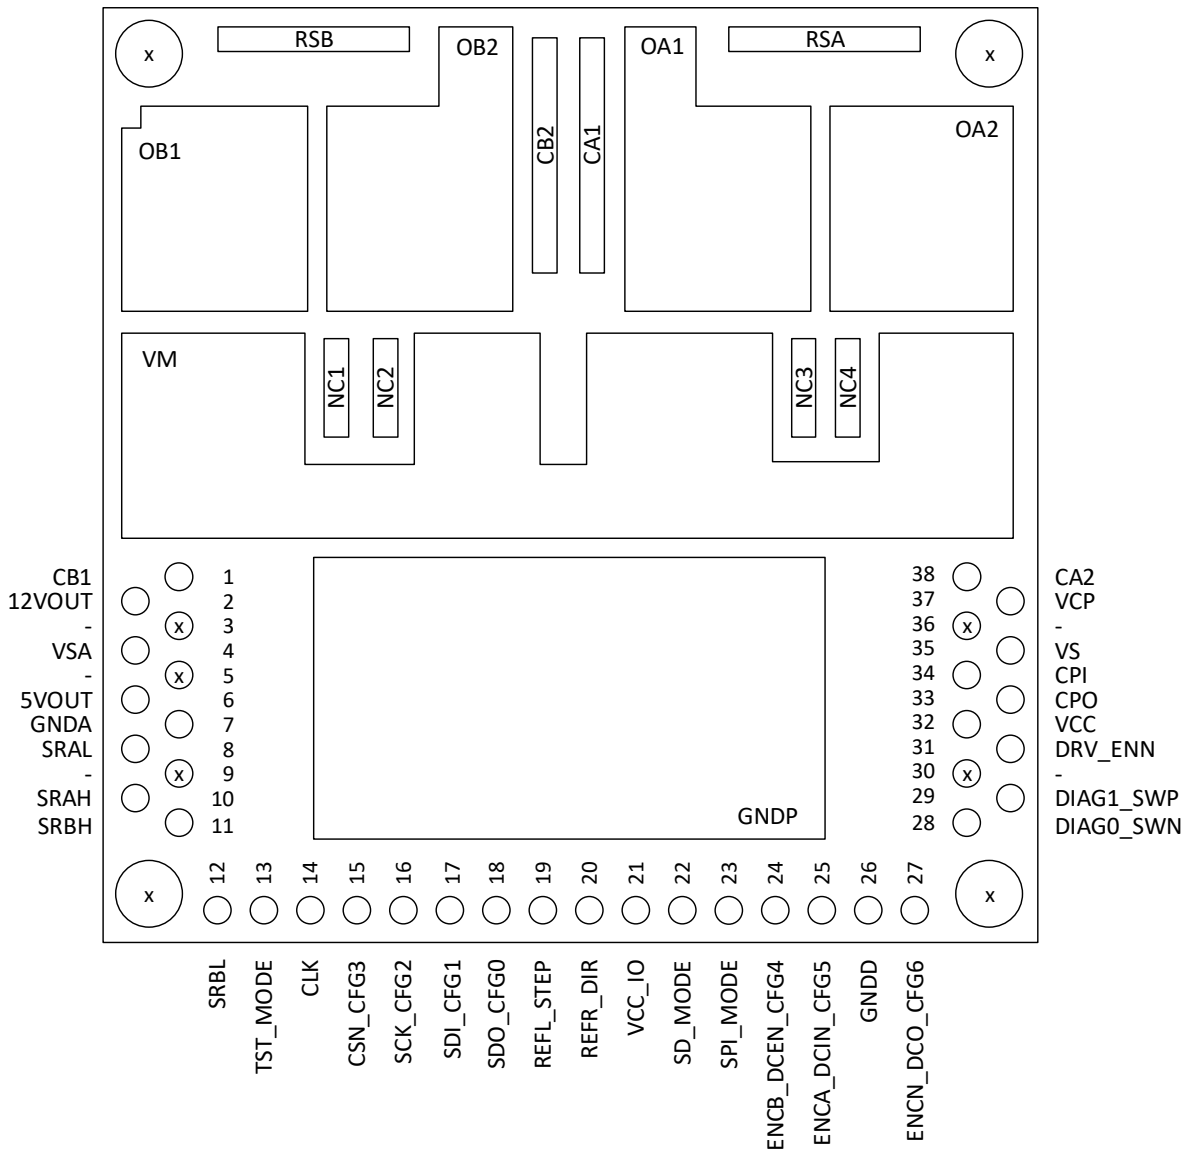 x
RSB
OB2
CB2
CA1
OA1
RSA
x
OB1
OA2
VM
NC1
NC2
NC3
NC4
CB1 1
12VOUT 2
- x 3
VSA 4
- x 5
5VOUT 6
GNDA 7
SRAL 8
- x 9
SRAH 10
SRBH 11
38 CA2
37 VCP
36 x -
35 VS
34 CPI
33 CPO
32 VCC
31 DRV_ENN
30 x -
29 DIAG1_SWP
28 DIAG0_SWN
GNDP
x
x
12 SRBL
13 TST_MODE
14 CLK
15 CSN_CFG3
16 SCK_CFG2
17 SDI_CFG1
18 SDO_CFG0
19 REFL_STEP
20 REFR_DIR
21 VCC_IO
22 SD_MODE
23 SPI_MODE
24 ENCB_DCEN_CFG4
25 ENCA_DCIN_CFG5
26 GNDD
27 ENCN_DCO_CFG6